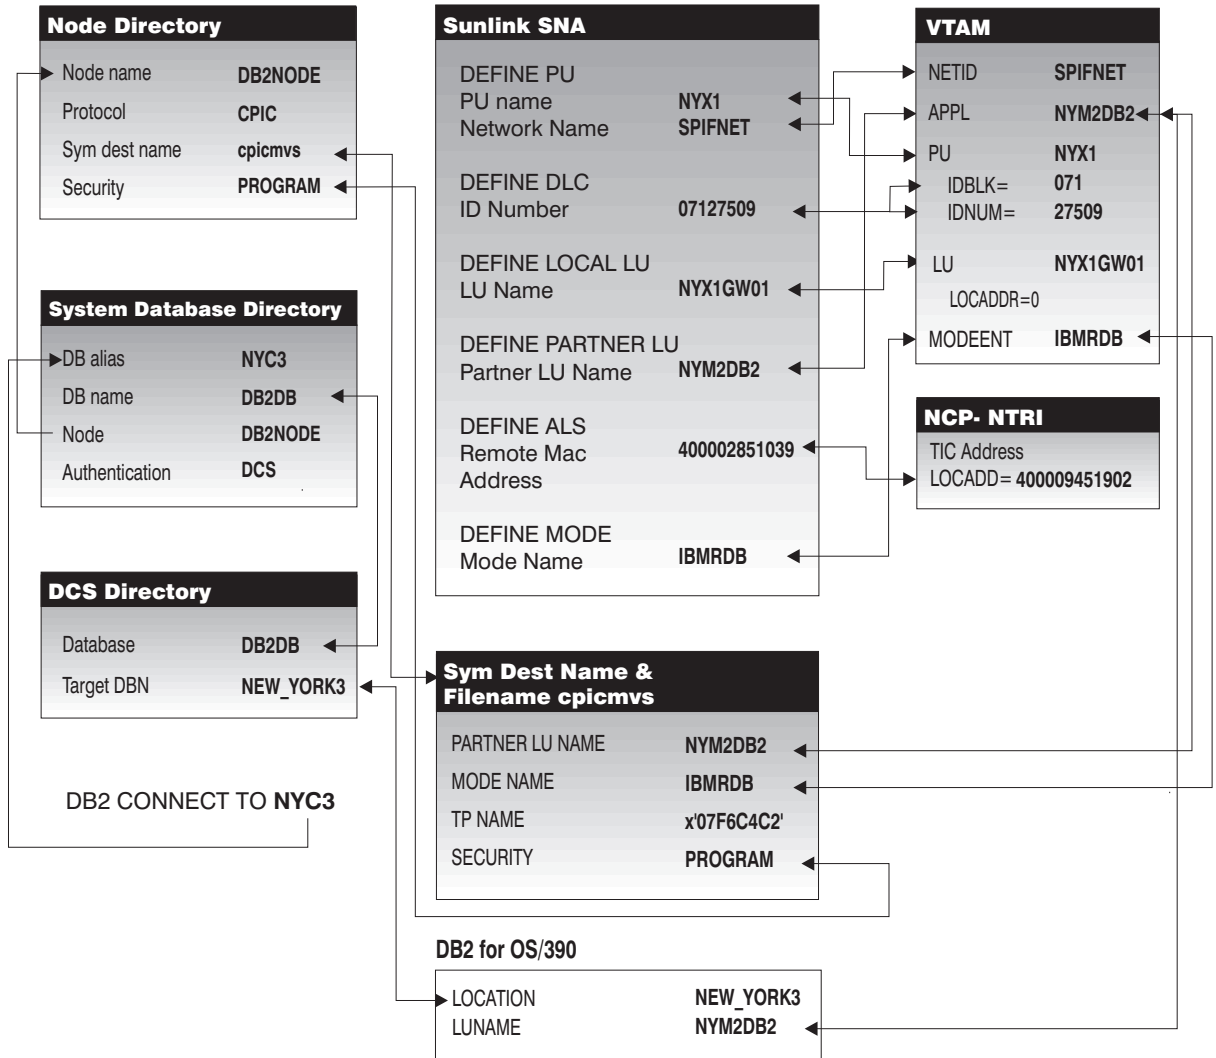 Node Directory
Node name DB2NODE
Protocol CPIC
Sym dest name cpicmvs
Security PROGRAM
System Database Directory
DB alias NYC3
DB name DB2DB
Node DB2NODE
Authentication DCS
DCS Directory
Database DB2DB
Target DBN NEW_YORK3
DB2 CONNECT TO NYC3
Sunlink SNA
DEFINE PU
PU name NYX1
Network Name SPIFNET
DEFINE DLC
ID Number 07127509
DEFINE LOCAL LU
LU Name NYX1GW01
DEFINE PARTNER LU
Partner LU Name NYM2DB2
DEFINE ALS
Remote Mac 400002851039
Address
DEFINE MODE
Mode Name IBMRDB
Sym Dest Name &
Filename cpicmvs
PARTNER LU NAME NYM2DB2
MODE NAME IBMRDB
TP NAME x'07F6C4C2'
SECURITY PROGRAM
DB2 for OS/390
LOCATION NEW_YORK3
LUNAME NYM2DB2
VTAM
NETID SPIFNET
APPL NYM2DB2
PU NYX1
IDBLK= 071
IDNUM= 27509
LU NYX1GW01
LOCADDR=0
MODEENT IBMRDB
NCP- NTRI
TIC Address
LOCADD= 400009451902